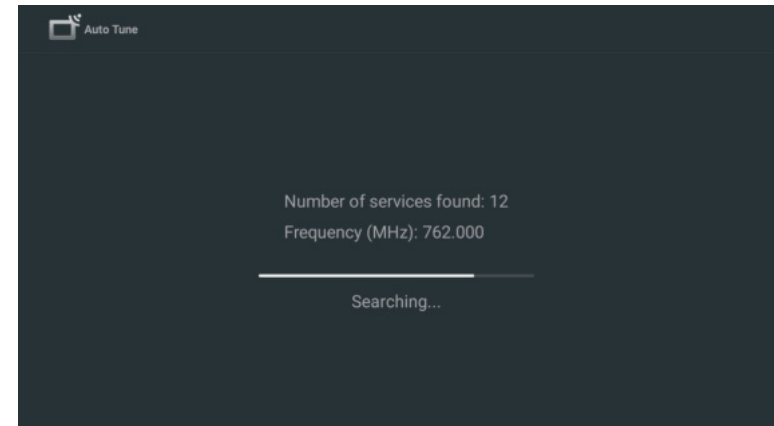 Auto Tune
Number of services found: 12
Frequency (MHz): 762.000
Searching...